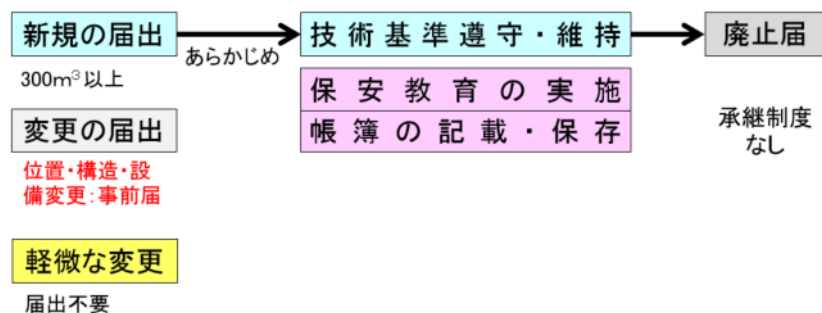 新規の届出
あらかじめ
300m³以上
技術基準遵守・維持
保安教育の実施
帳簿の記載・保存
廃止届
承継制度
なし
変更の届出
位置・構造・設
備変更:事前届
軽微な変更
届出不要